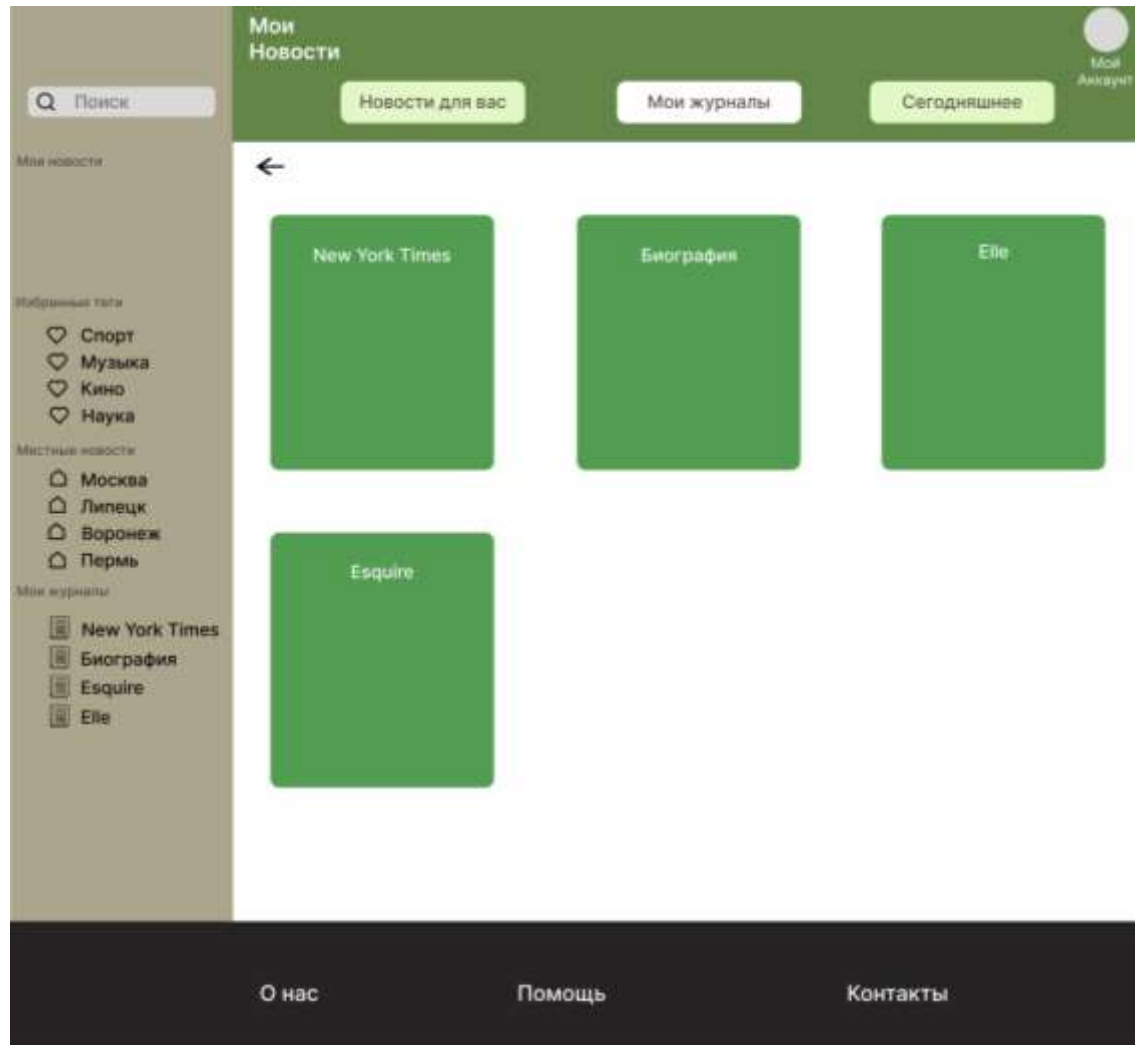 Мои
Новости
Мой
Аккаунт
Поиск
Новости для вас
Мои журналы
Сегодняшнее
Мои новости
Избранные теги
Спорт
Музыка
Кино
Наука
Местные новости
Москва
Липецк
Воронеж
Пермь
Мои журналы
New York Times
Биография
Esquire
Elle
New York Times
Биография
Elle
Esquire
О нас
Помощь
Контакты